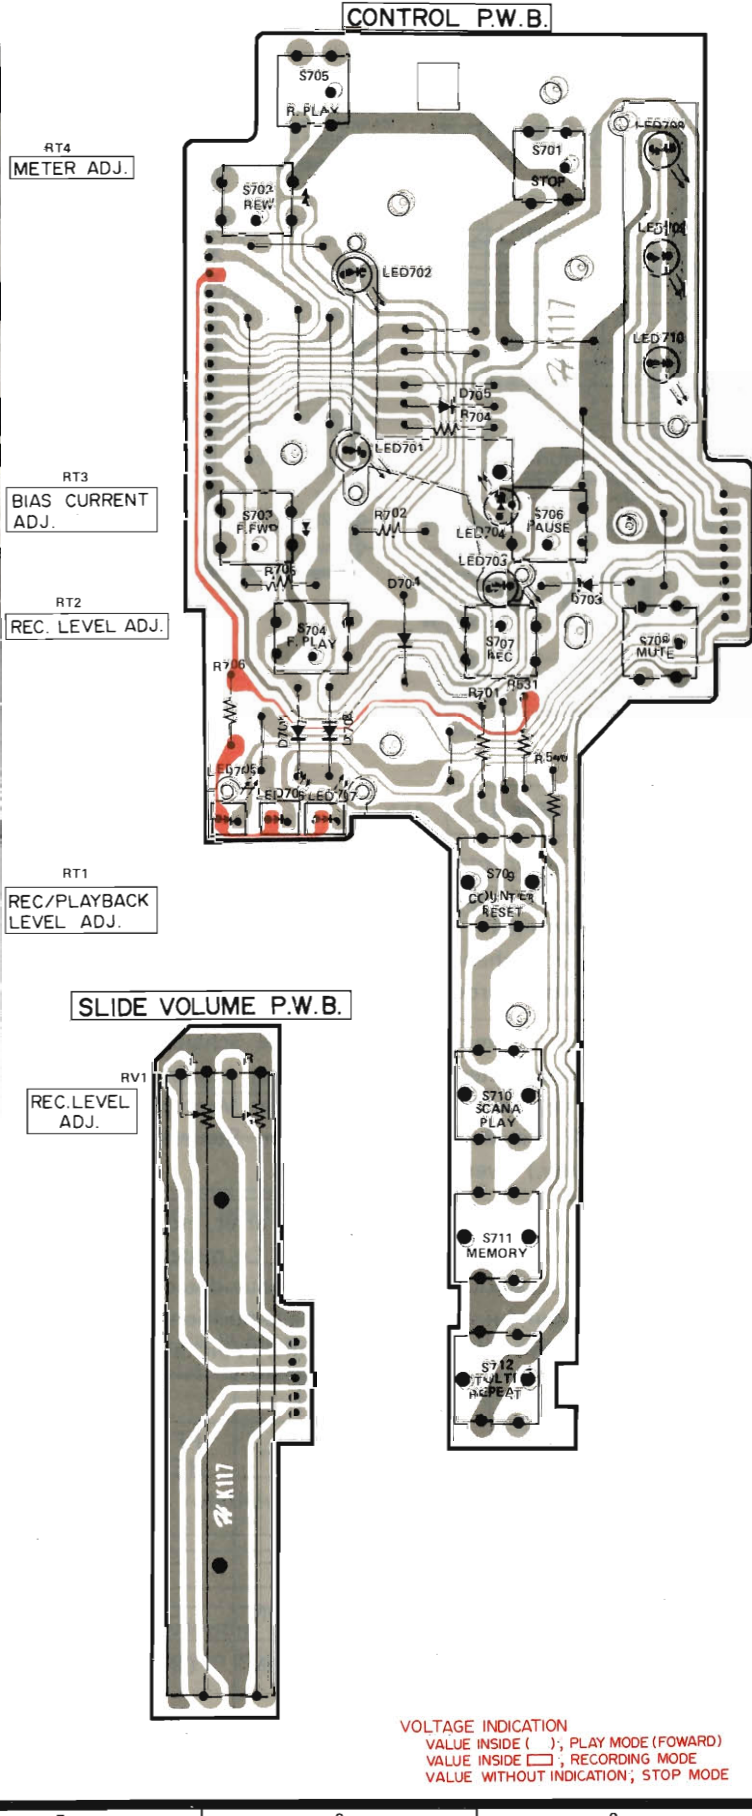 CONTROL P.W.B.
S705
R. PLAY
RT4
METER ADJ.
S701
STOP
LED709
S702
REW
LED708
LED702
K117
LED710
D705
R704
LED701
RT3
BIAS CURRENT
ADJ.
S703
F.FWD
R702
LED704
S706
PAUSE
LED703
R705
D704
D703
RT2
REC. LEVEL ADJ.
S704
F. PLAY
S707
REC
S708
MUTE
R706
R701
R631
D702
LED705
LED706
LED707
RT1
REC/PLAYBACK
LEVEL ADJ.
S709
COUNTER
RESET
SLIDE VOLUME P.W.B.
RV1
L
R
REC.LEVEL
ADJ.
S710
SCANA
PLAY
S711
MEMORY
S712
MULTI
REPEAT
K117
VOLTAGE INDICATION
VALUE INSIDE ( ); PLAY MODE (FOWARD)
VALUE INSIDE ; RECORDING MODE
VALUE WITHOUT INDICATION; STOP MODE